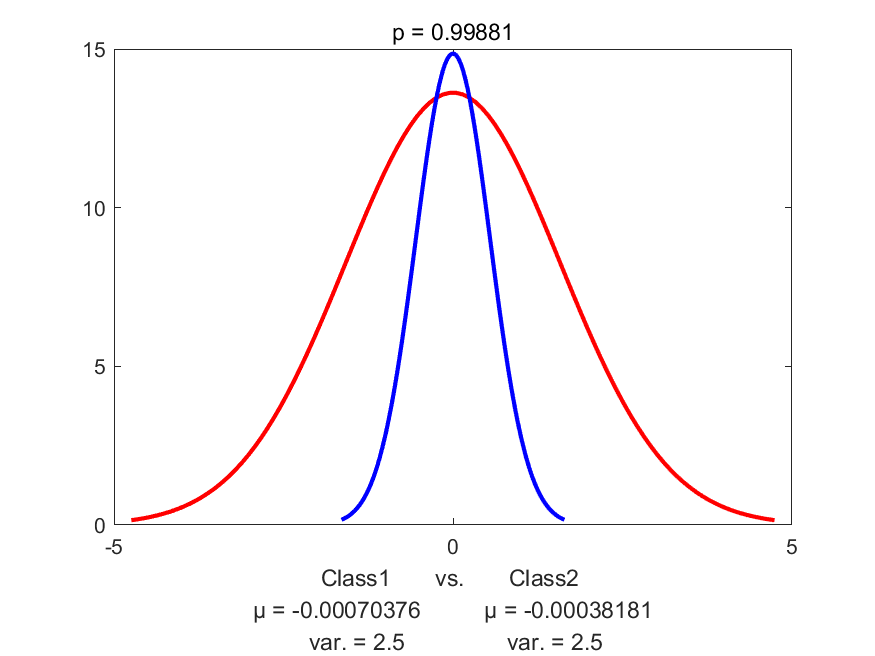 p = 0.99881
15
10
5
0
-5 0 5
Class1 vs. Class2
μ = -0.00070376 μ = -0.00038181
var. = 2.5 var. = 2.5